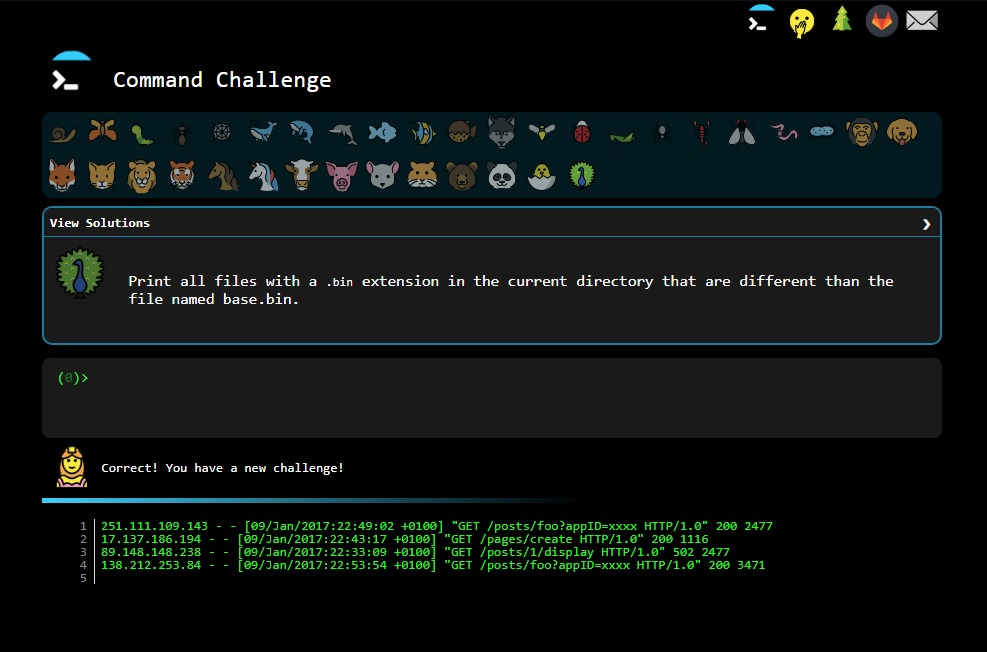 Command Challenge
View Solutions
Print all files with a .bin extension in the current directory that are different than the
file named base.bin.
(0)>
Correct! You have a new challenge!
1 251.111.109.143 - - [09/Jan/2017:22:49:02 +0100] "GET /posts/foo?appID=xxxx HTTP/1.0" 200 2477
2 17.137.186.194 - - [09/Jan/2017:22:43:17 +0100] "GET /pages/create HTTP/1.0" 200 1116
3 89.148.148.238 - - [09/Jan/2017:22:33:09 +0100] "GET /posts/1/display HTTP/1.0" 502 2477
4 138.212.253.84 - - [09/Jan/2017:22:53:54 +0100] "GET /posts/foo?appID=xxxx HTTP/1.0" 200 3471
5